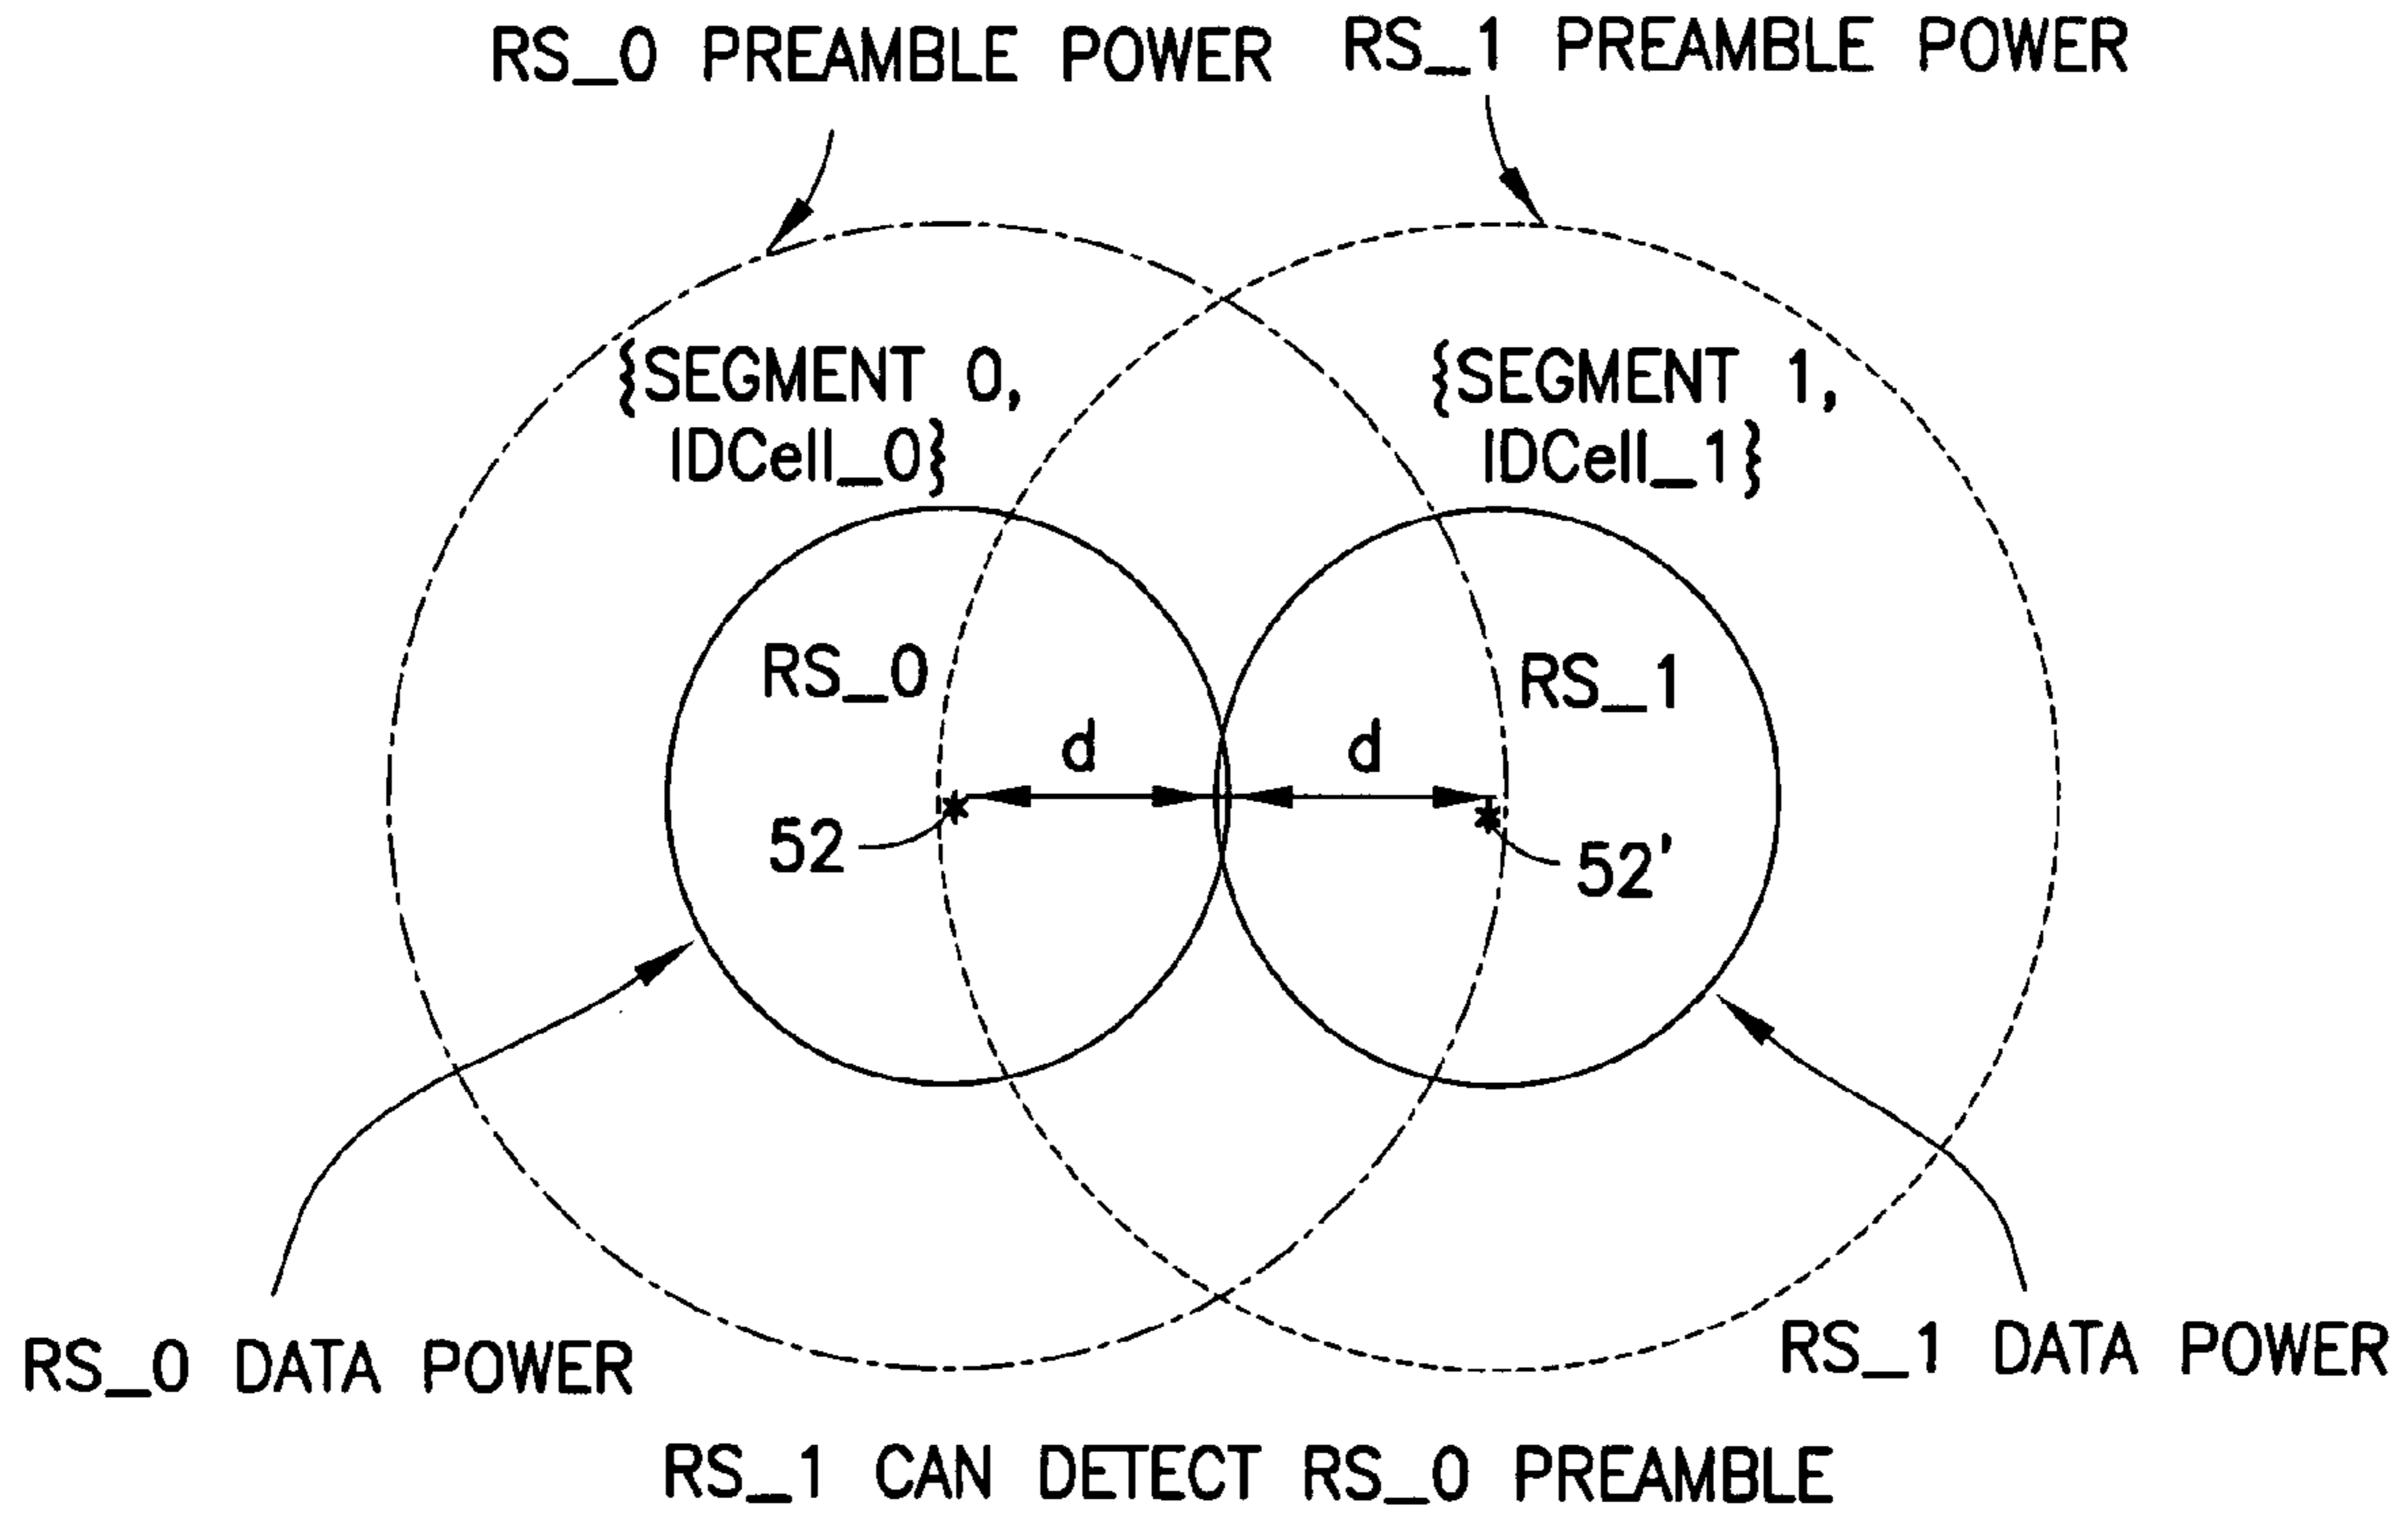 RS_0 PREAMBLE POWER
RS_1 PREAMBLE POWER
{SEGMENT 0,
IDCell_0}
{SEGMENT 1,
IDCell_1}
RS_0
RS_1
d
d
52
52'
RS_0 DATA POWER
RS_1 DATA POWER
RS_1 CAN DETECT RS_0 PREAMBLE